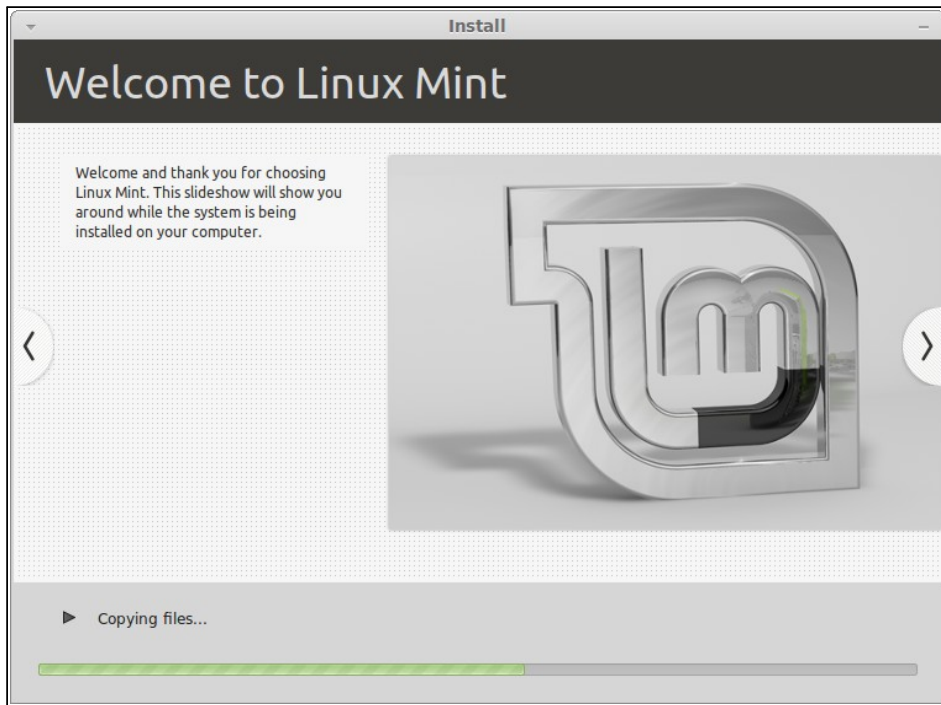 Install
Welcome to Linux Mint
Welcome and thank you for choosing
Linux Mint. This slideshow will show you
around while the system is being
installed on your computer.
lm
Copying files...